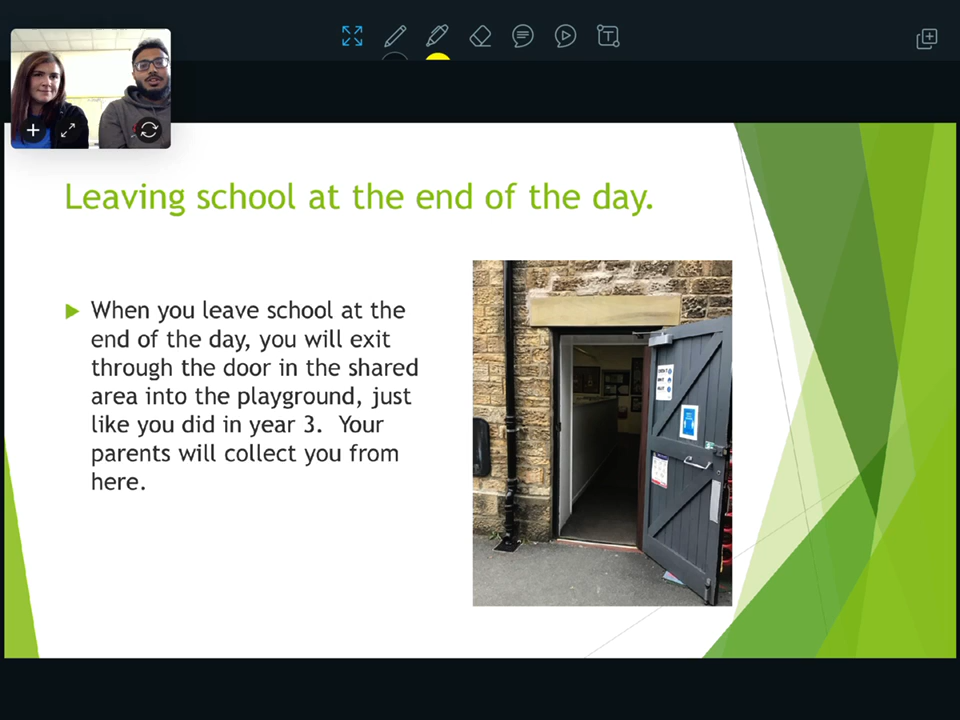 Leaving school at the end of the day.
When you leave school at the
end of the day, you will exit
through the door in the shared
area into the playground, just
like you did in year 3. Your
parents will collect you from
here.